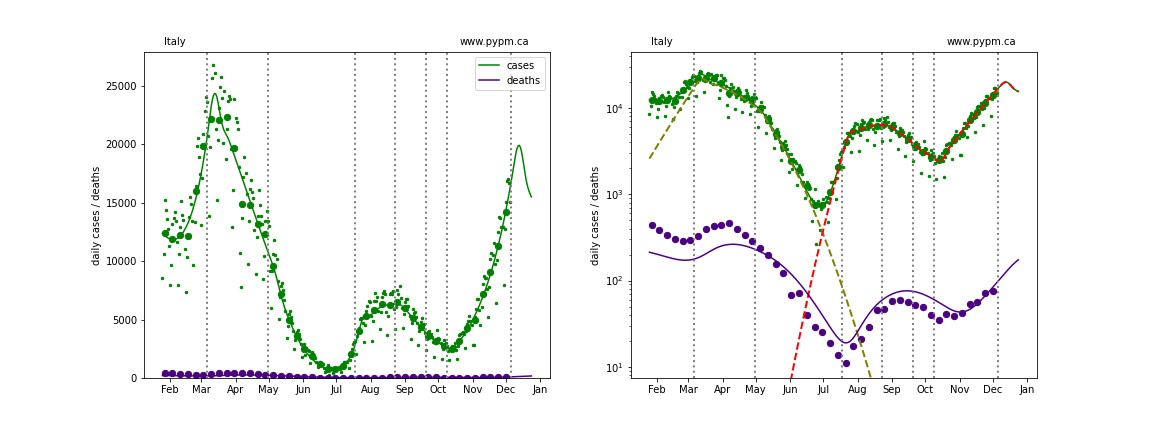 Italy www.pypm.ca
cases
deaths
daily cases / deaths
25000
20000
15000
10000
5000
0
Feb Mar Apr May Jun Jul Aug Sep Oct Nov Dec Jan
Italy www.pypm.ca
daily cases / deaths
10⁴
10³
10²
10¹
Feb Mar Apr May Jun Jul Aug Sep Oct Nov Dec Jan